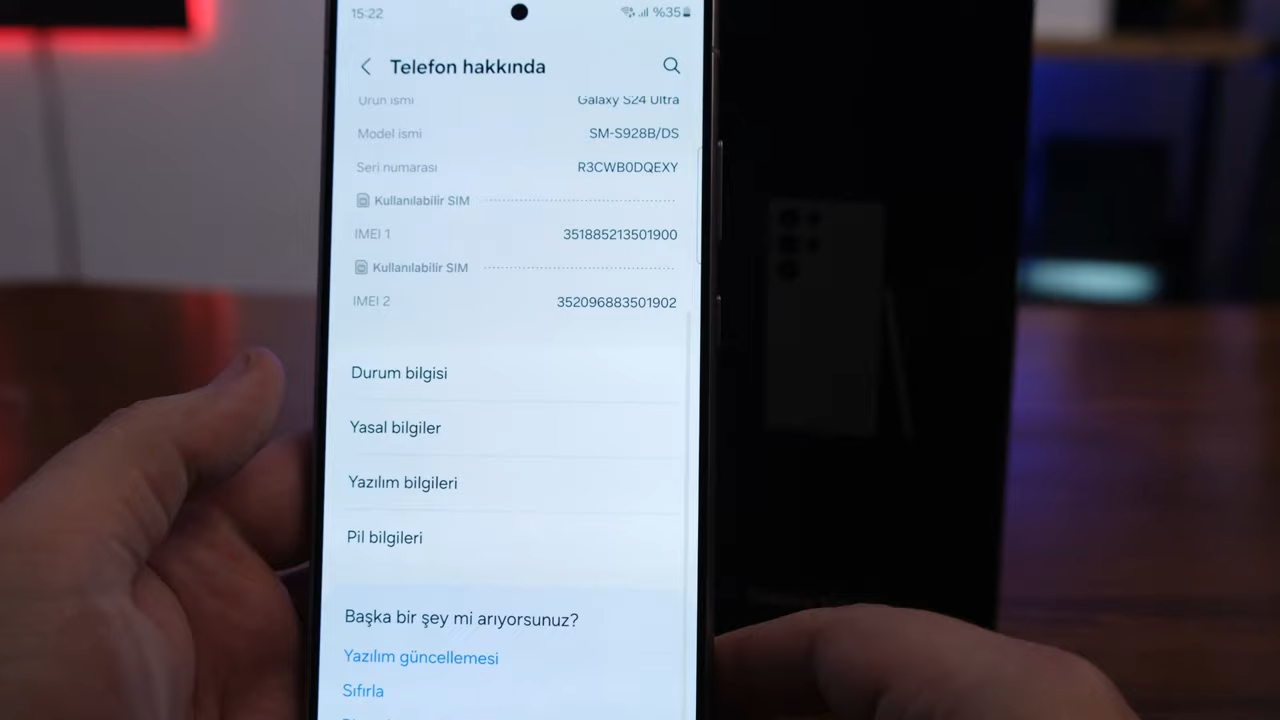 15:22 %35
Telefon hakkında
Ürün ismi Galaxy S24 Ultra
Model ismi SM-S928B/DS
Seri numarası R3CWB0DQEXY
Kullanılabilir SIM
IMEI 1 351885213501900
Kullanılabilir SIM
IMEI 2 352096883501902
Durum bilgisi
Yasal bilgiler
Yazılım bilgileri
Pil bilgileri
Başka bir şey mi arıyorsunuz?
Yazılım güncellemesi
Sıfırla